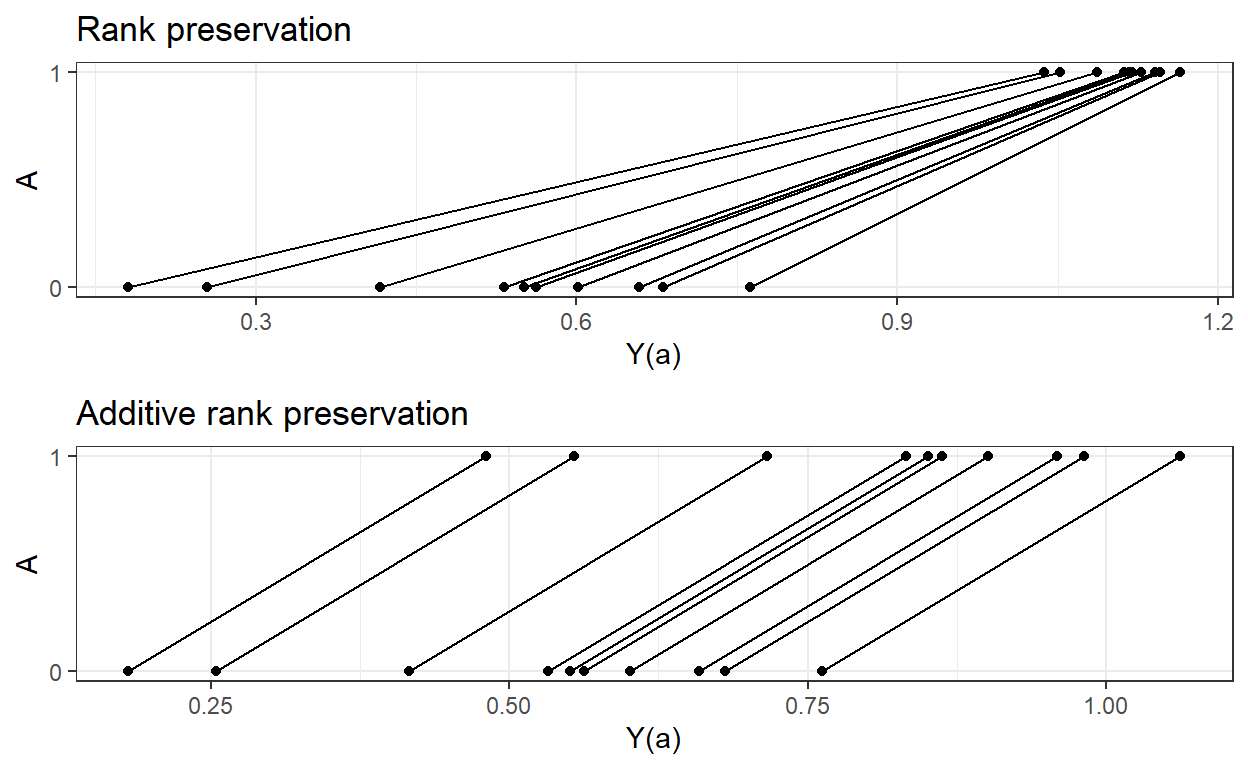 Rank preservation
1
A
0
0.3 0.6 0.9 1.2
Y(a)
Additive rank preservation
1
A
0
0.25 0.50 0.75 1.00
Y(a)